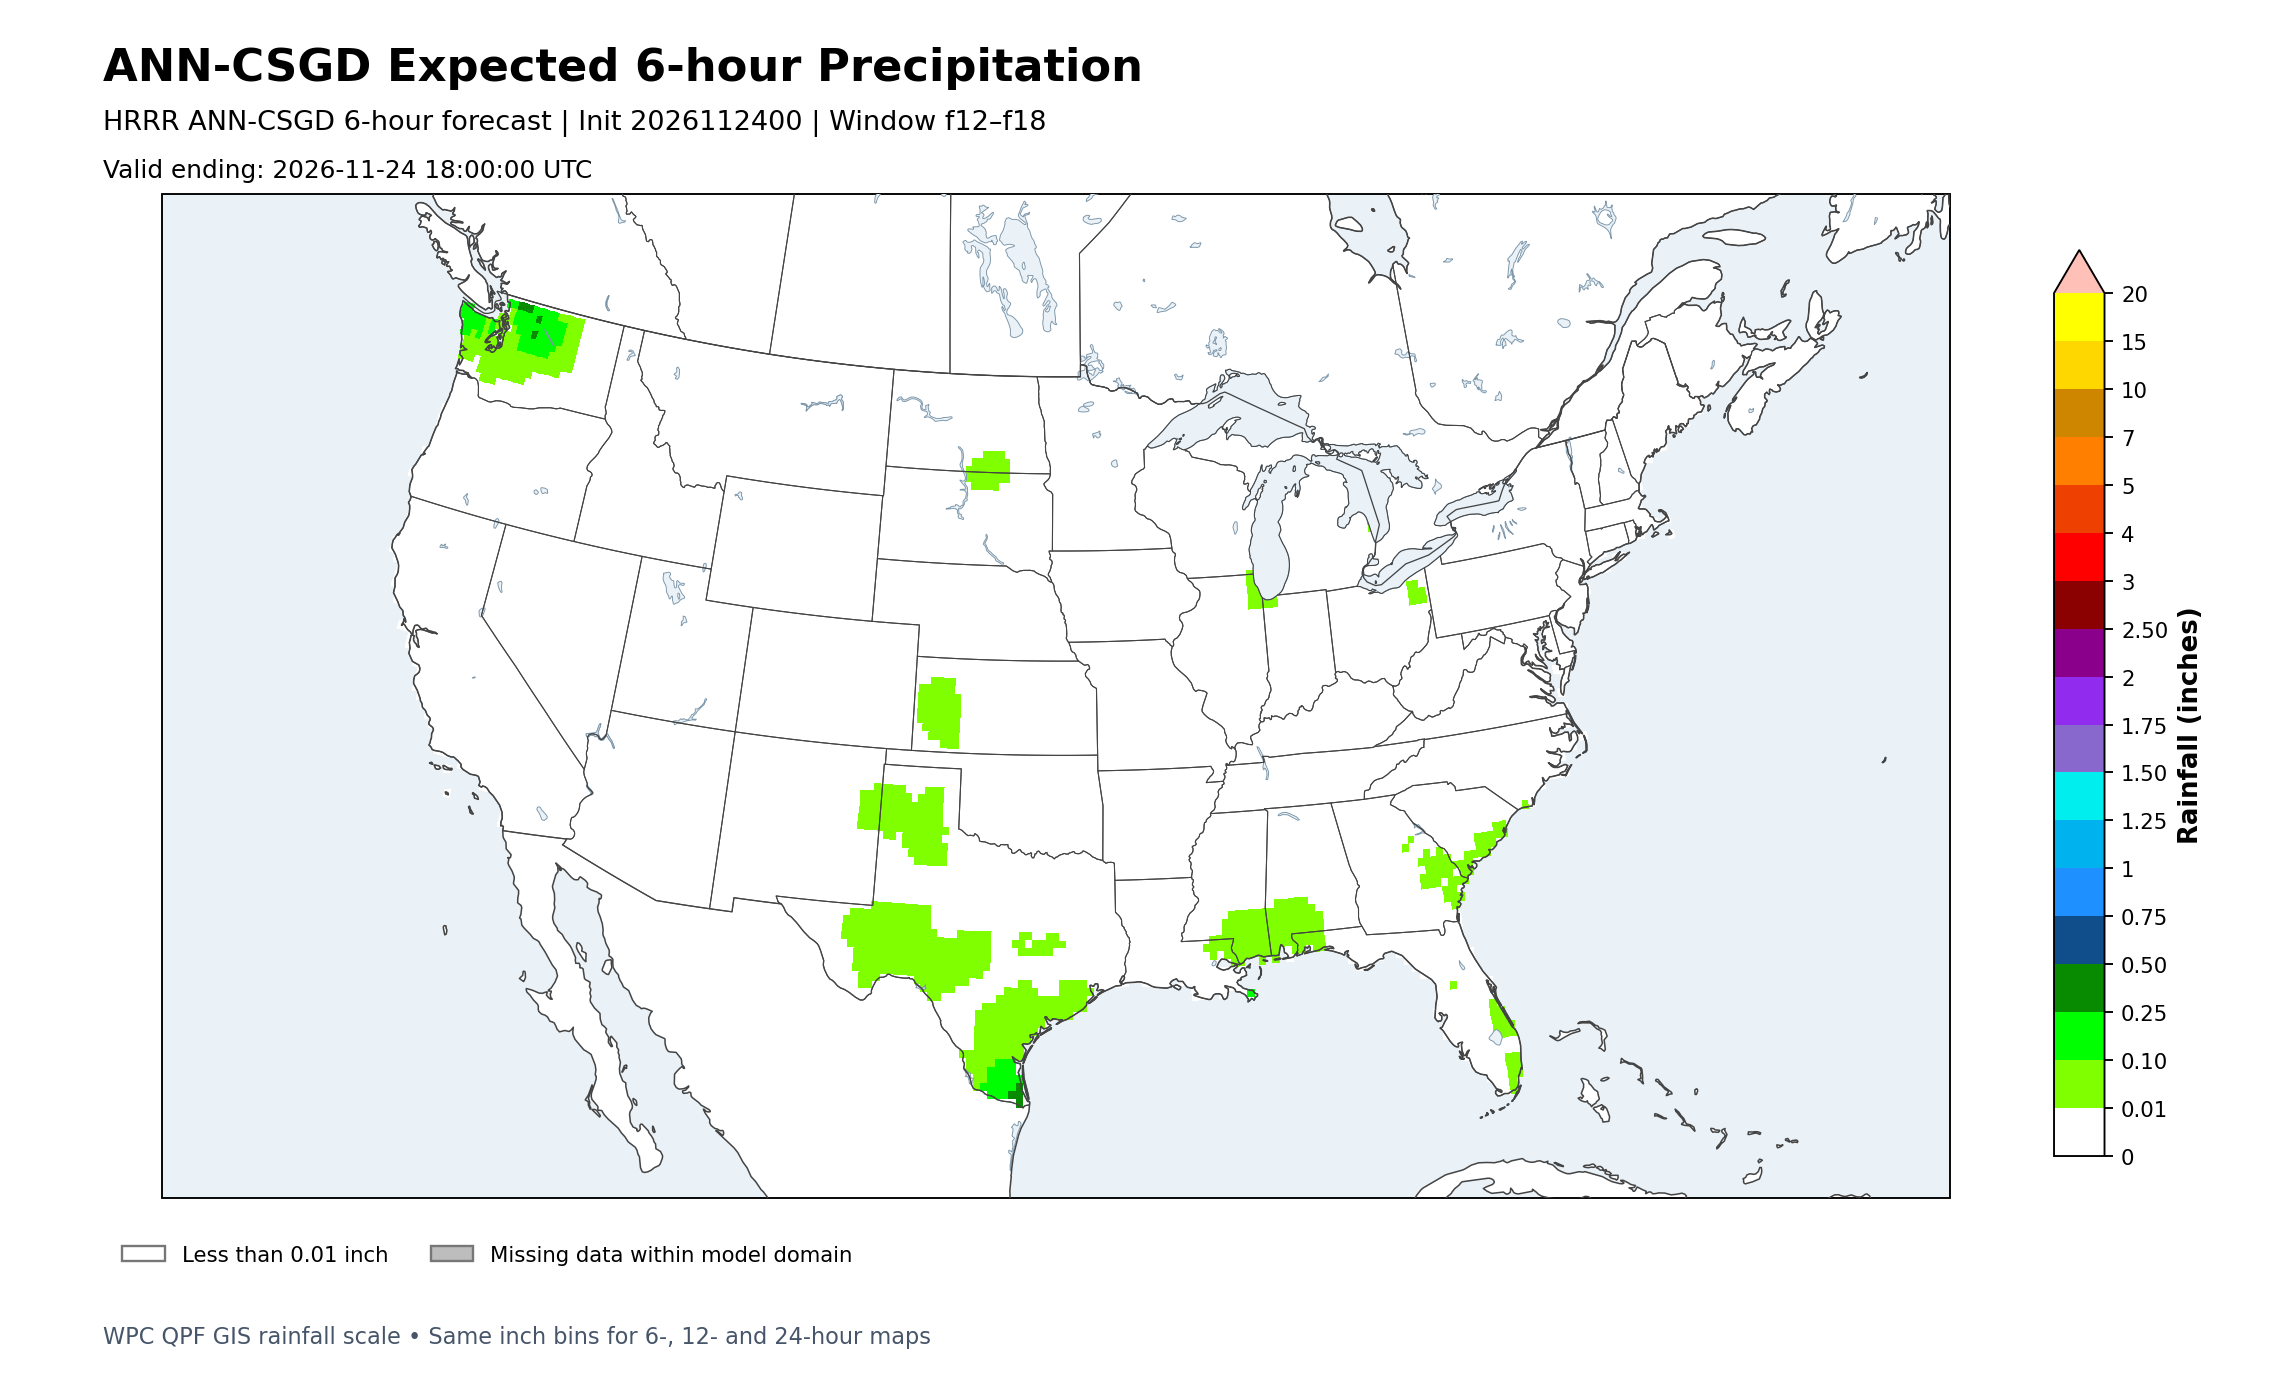 ANN-CSGD Expected 6-hour Precipitation
HRRR ANN-CSGD 6-hour forecast | Init 2026112400 | Window f12–f18
Valid ending: 2026-11-24 18:00:00 UTC
20
15
10
7
5
4
3
2.50
2
1.75
1.50
1.25
1
0.75
0.50
0.25
0.10
0.01
0
Rainfall (inches)
Less than 0.01 inch
Missing data within model domain
WPC QPF GIS rainfall scale • Same inch bins for 6-, 12- and 24-hour maps